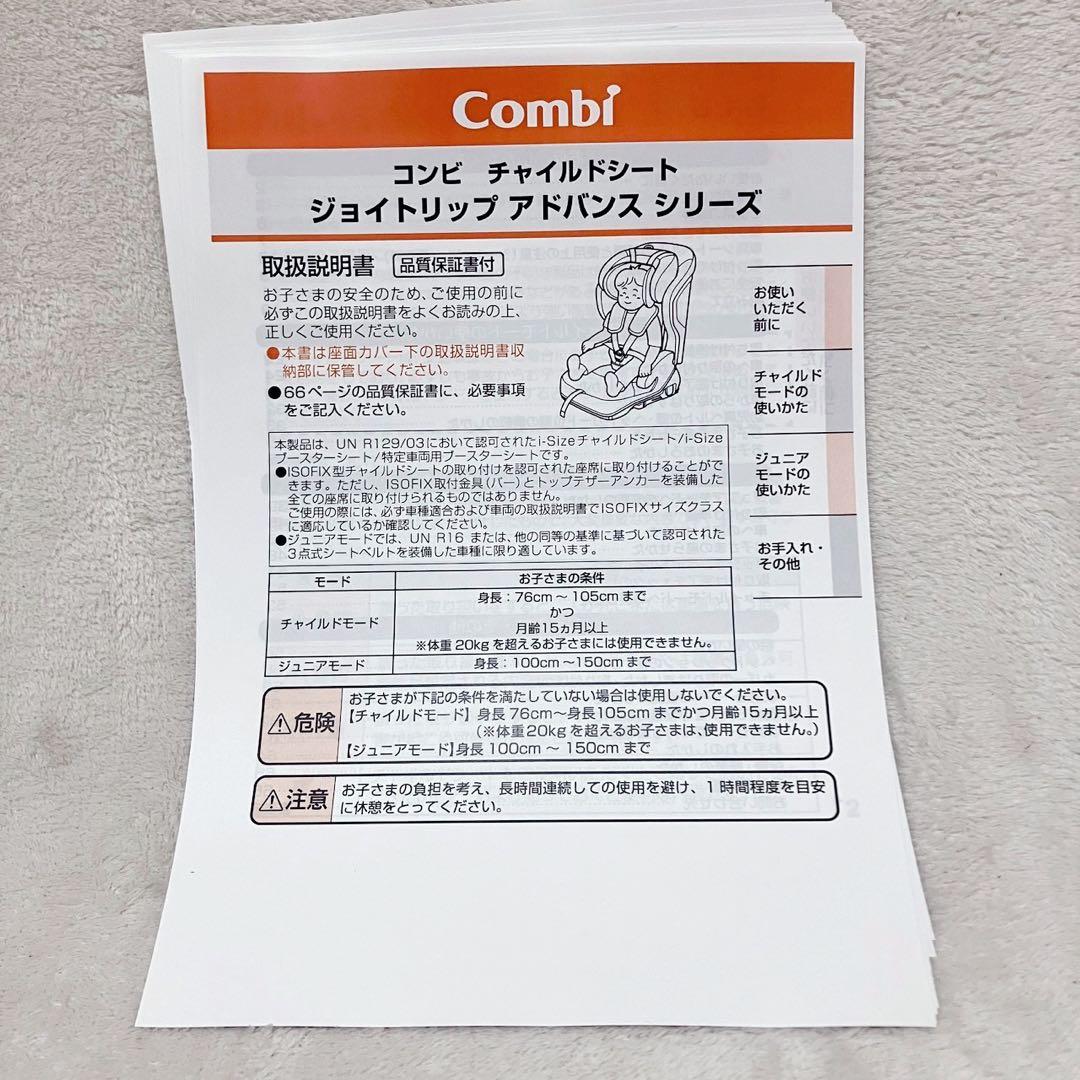 Combi
コンビ チャイルドシート
ジョイトリップ アドバンス シリーズ
取扱説明書 品質保証書付
お子さまの安全のため、ご使用の前に
必ずこの取扱説明書をよくお読みの上、
正しくご使用ください。
●本書は座面カバー下の取扱説明書収
納部に保管してください。
●66ページの品質保証書に、必要事項
をご記入ください。
お使い
いただく
前に
チャイルド
モードの
使いかた
ジュニア
モードの
使いかた
お手入れ・
その他
本製品は、UN R129/03において認可されたi-Sizeチャイルドシート/i-Size
ブースターシート/特定車両用ブースターシートです。
●ISOFIX型チャイルドシートの取り付けを認可された座席に取り付けることがで
きます。ただし、ISOFIX取付金具(バー)とトップテザーアンカーを装備した
全ての座席に取り付けられるものではありません。
ご使用の際には、必ず車種適合および車両の取扱説明書でISOFIXサイズクラス
に適応しているか確認してください。
●ジュニアモードでは、UN R16 または、他の同等の基準に基づいて認可された
3点式シートベルトを装備した車種に限り適しています。
モード お子さまの条件
チャイルドモード
身長:76cm~105cmまで
かつ
月齢15ヵ月以上
※体重20kgを超えるお子さまには使用できません。
ジュニアモード 身長:100cm~150cmまで
⚠危険
お子さまが下記の条件を満たしていない場合は使用しないでください。
【チャイルドモード】身長76cm~身長105cmまでかつ月齢15ヵ月以上
(※体重20kgを超えるお子さまは、使用できません。)
【ジュニアモード】身長100cm~150cmまで
⚠注意
お子さまの負担を考え、長時間連続しての使用を避け、1時間程度を目安
に休憩をとってください。